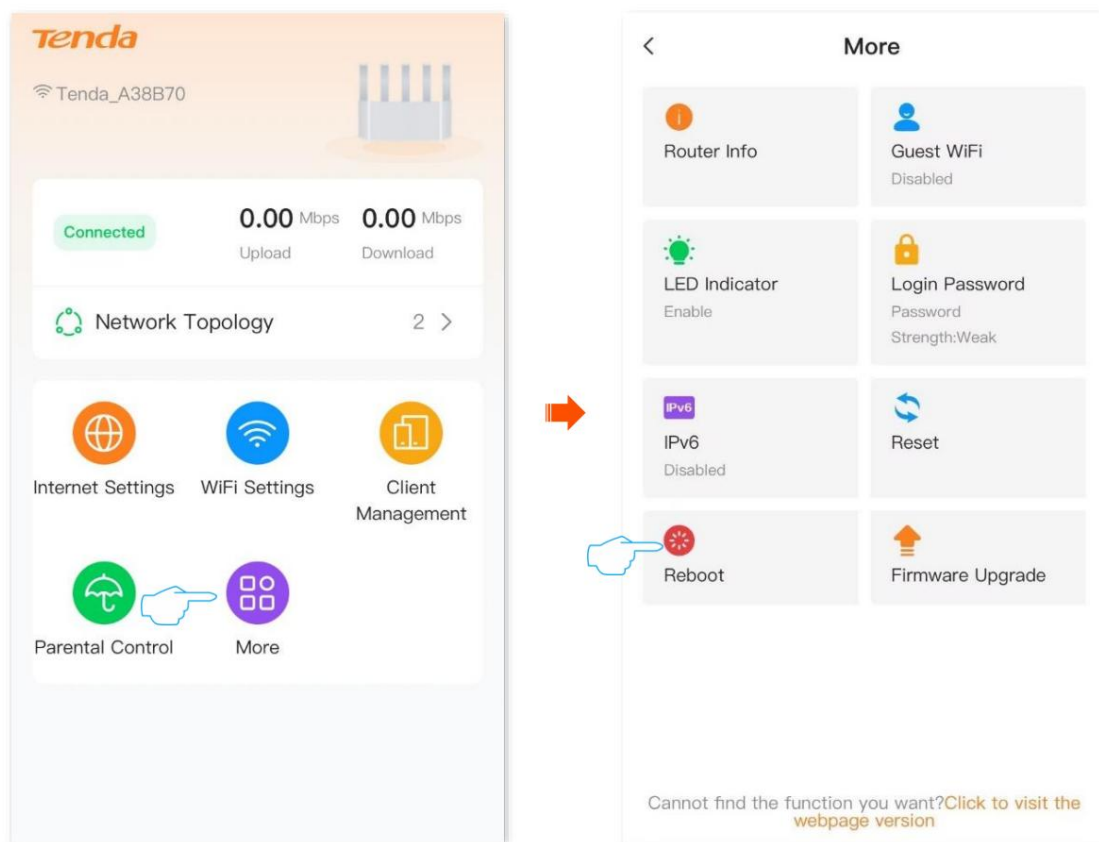 Tenda
Tenda_A38B70
Connected
0.00 Mbps
Upload
0.00 Mbps
Download
Network Topology
2
Internet Settings
WiFi Settings
Client
Management
Parental Control
More
More
Router Info
Guest WiFi
Disabled
LED Indicator
Enable
Login Password
Password
Strength:Weak
IPv6
IPv6
Disabled
Reset
Reboot
Firmware Upgrade
Cannot find the function you want?Click to visit the
webpage version